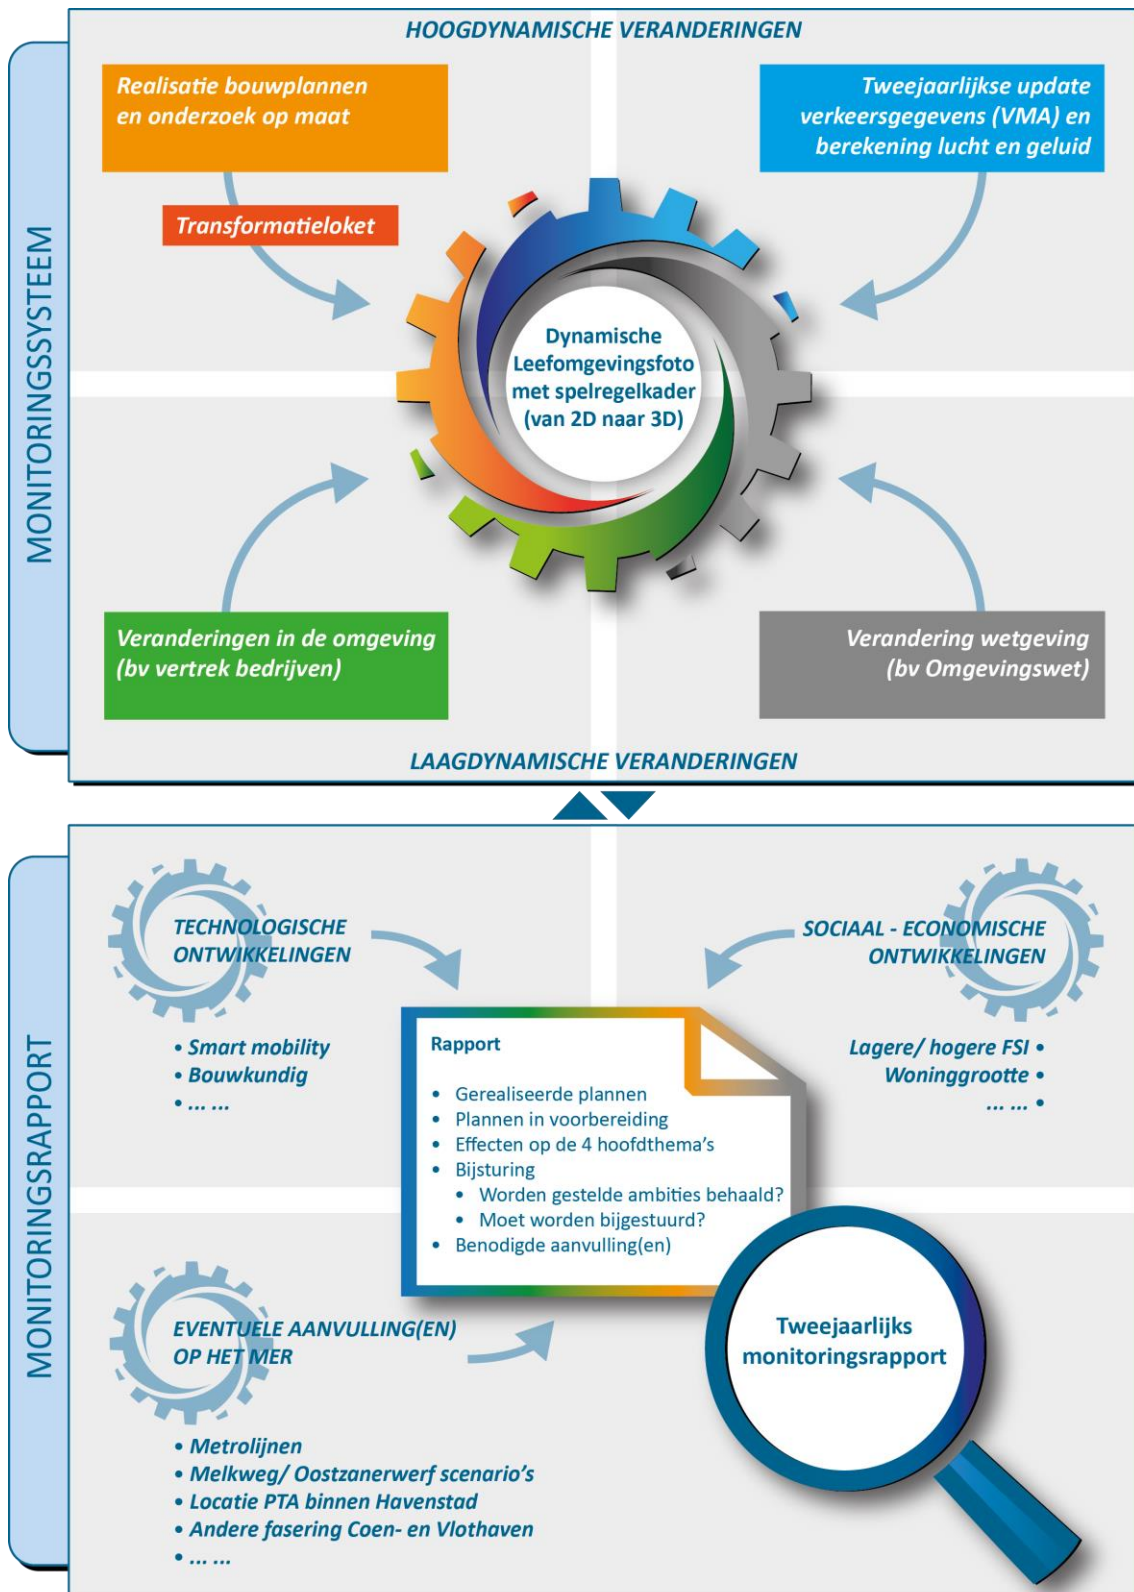 MONITORINGSSYSTEEM
HOOGDYNAMISCHE VERANDERINGEN
Realisatie bouwplannen
en onderzoek op maat
Tweejaarlijkse update
verkeersgegevens (VMA) en
berekening lucht en geluid
Transformatieloket
Dynamische
Leefomgevingsfoto
met spelregelkader
(van 2D naar 3D)
Veranderingen in de omgeving
(bv vertrek bedrijven)
Verandering wetgeving
(bv Omgevingswet)
LAAGDYNAMISCHE VERANDERINGEN
MONITORINGSRAPPORT
TECHNOLOGISCHE
ONTWIKKELINGEN
• Smart mobility
• Bouwkundig
• ... ...
SOCIAAL - ECONOMISCHE
ONTWIKKELINGEN
Lagere/ hogere FSI •
Woninggrootte •
... ... •
Rapport
• Gerealiseerde plannen
• Plannen in voorbereiding
• Effecten op de 4 hoofdthema's
• Bijsturing
• Worden gestelde ambities behaald?
• Moet worden bijgestuurd?
• Benodigde aanvulling(en)
EVENTUELE AANVULLING(EN)
OP HET MER
• Metrolijnen
• Melkweg/ Oostzanerwerf scenario's
• Locatie PTA binnen Havenstad
• Andere fasering Coen- en Vlothaven
• ... ...
Tweejaarlijks
monitoringsrapport